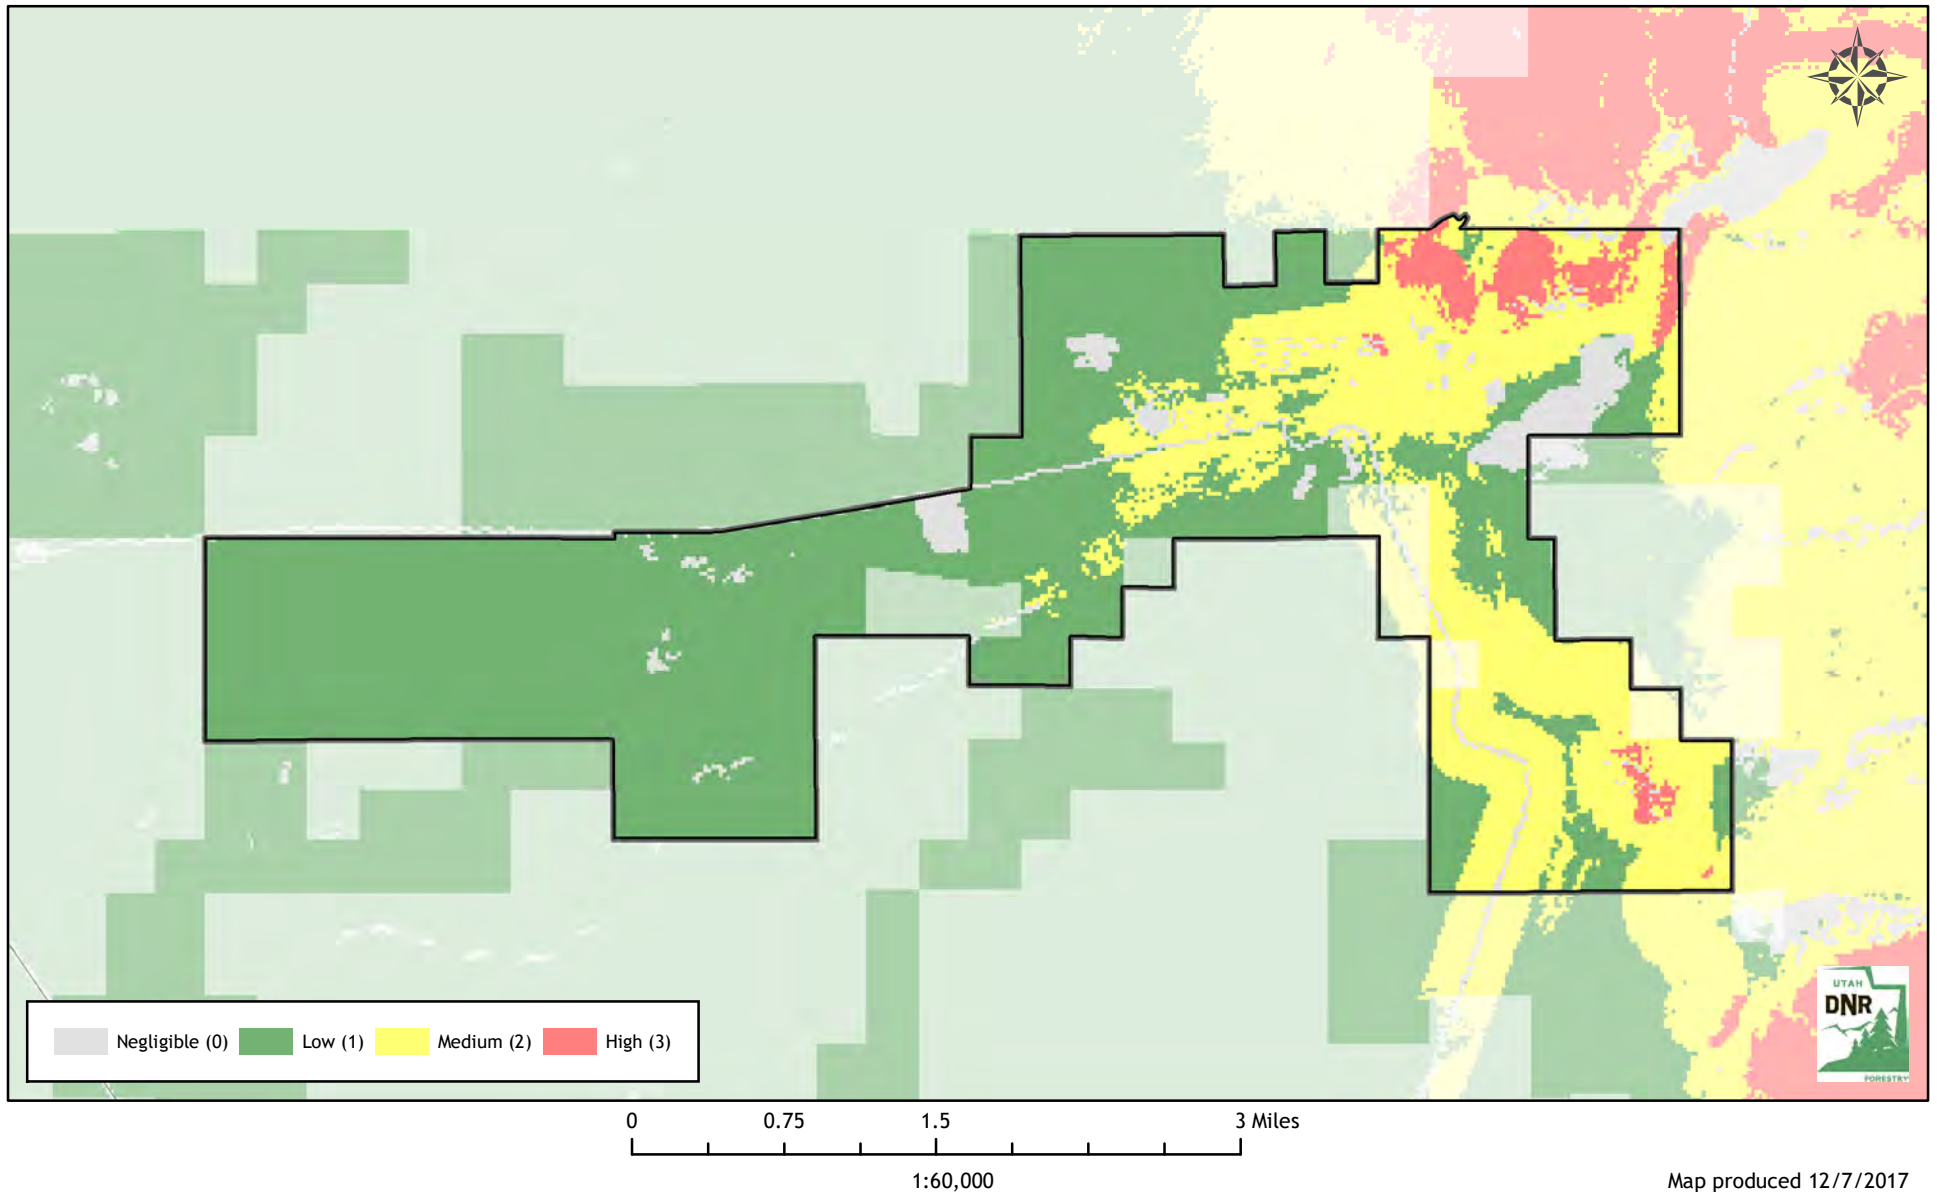 UTAH
DNR
FORESTRY
Negligible (0) Low (1) Medium (2) High (3)
0 0.75 1.5 3 Miles
1:60,000
Map produced 12/7/2017